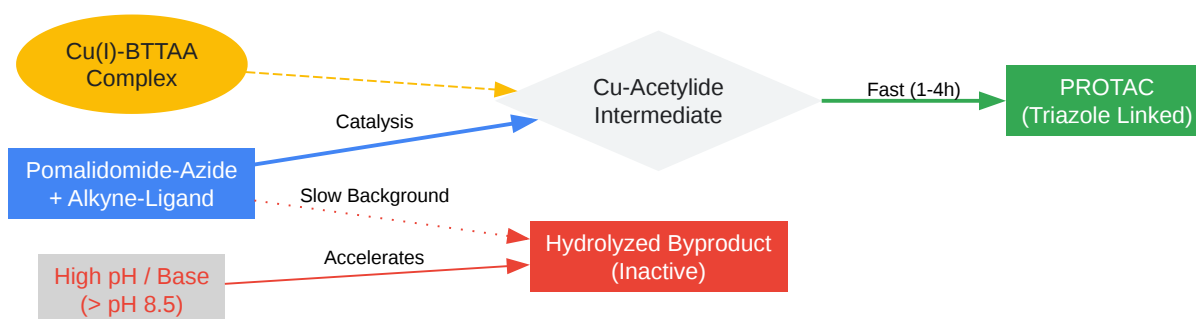 Cu(I)-BTTAA
Complex
Cu-Acetylide
Intermediate
Fast (1-4h)
PROTAC
(Triazole Linked)
Catalysis
Pomalidomide-Azide
+ Alkyne-Ligand
Slow Background
Hydrolyzed Byproduct
(Inactive)
Accelerates
High pH / Base
(> pH 8.5)